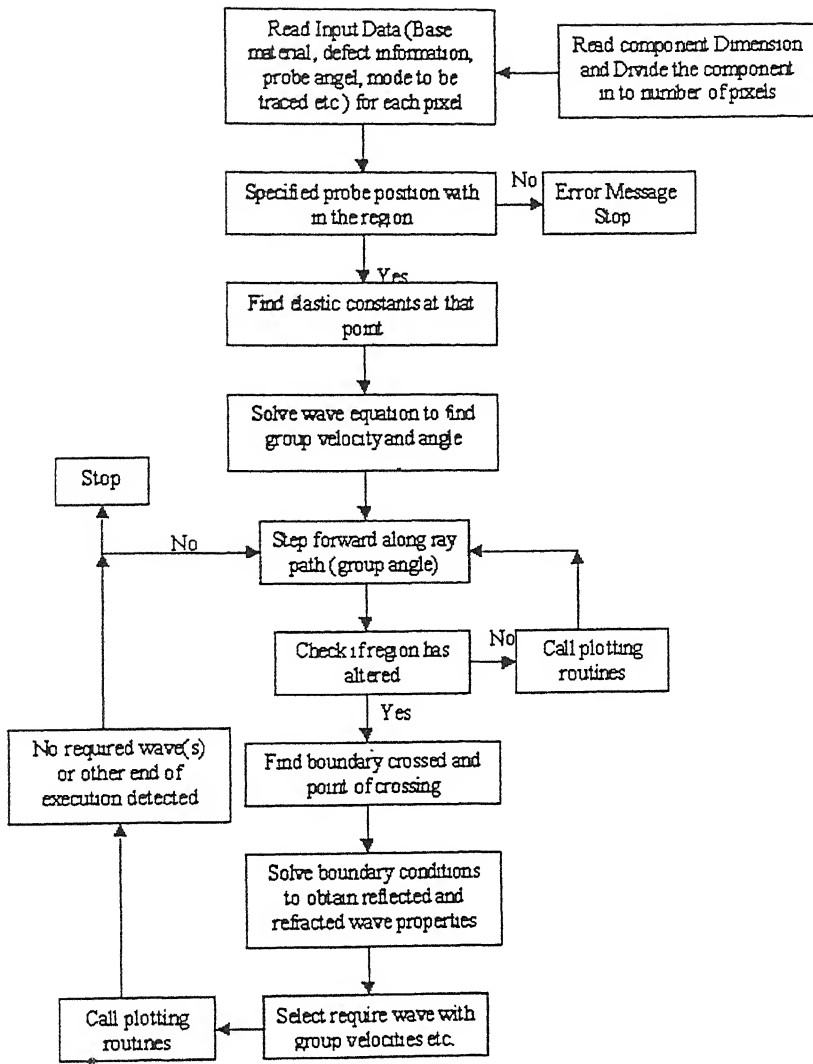 Read Input Data (Base
material, defect information,
probe angel, mode to be
traced etc ) for each pixel
Read component Dimension
and Divide the component
in to number of pixels
Specified probe position with
in the region
No
Error Message
Stop
Yes
Find elastic constants at that
point
Solve wave equation to find
group velocity and angle
Stop
No
Step forward along ray
path (group angle)
Check if region has
altered
No
Call plotting
routines
Yes
No required wave(s)
or other end of
execution detected
Find boundary crossed and
point of crossing
Solve boundary conditions
to obtain reflected and
refracted wave properties
Call plotting
routines
Select require wave with
group velocities etc.